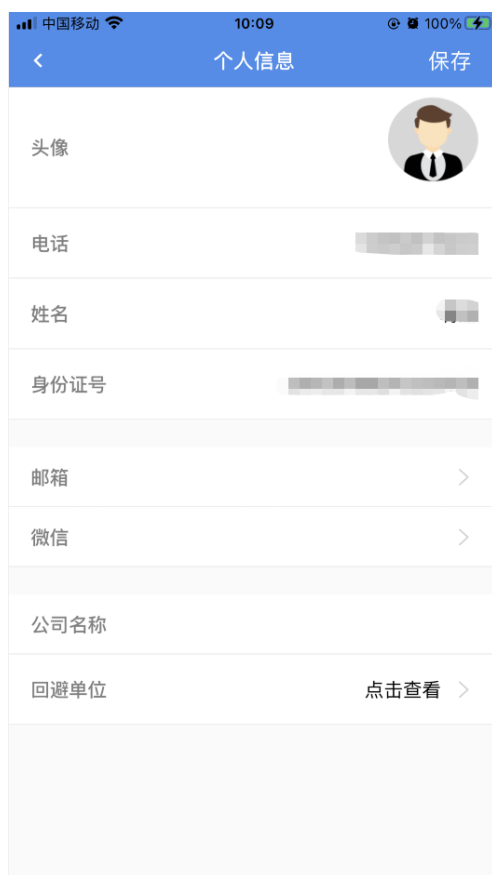 中国移动 10:09 100%
个人信息 保存
头像
电话
姓名
身份证号
邮箱
微信
公司名称
回避单位 点击查看